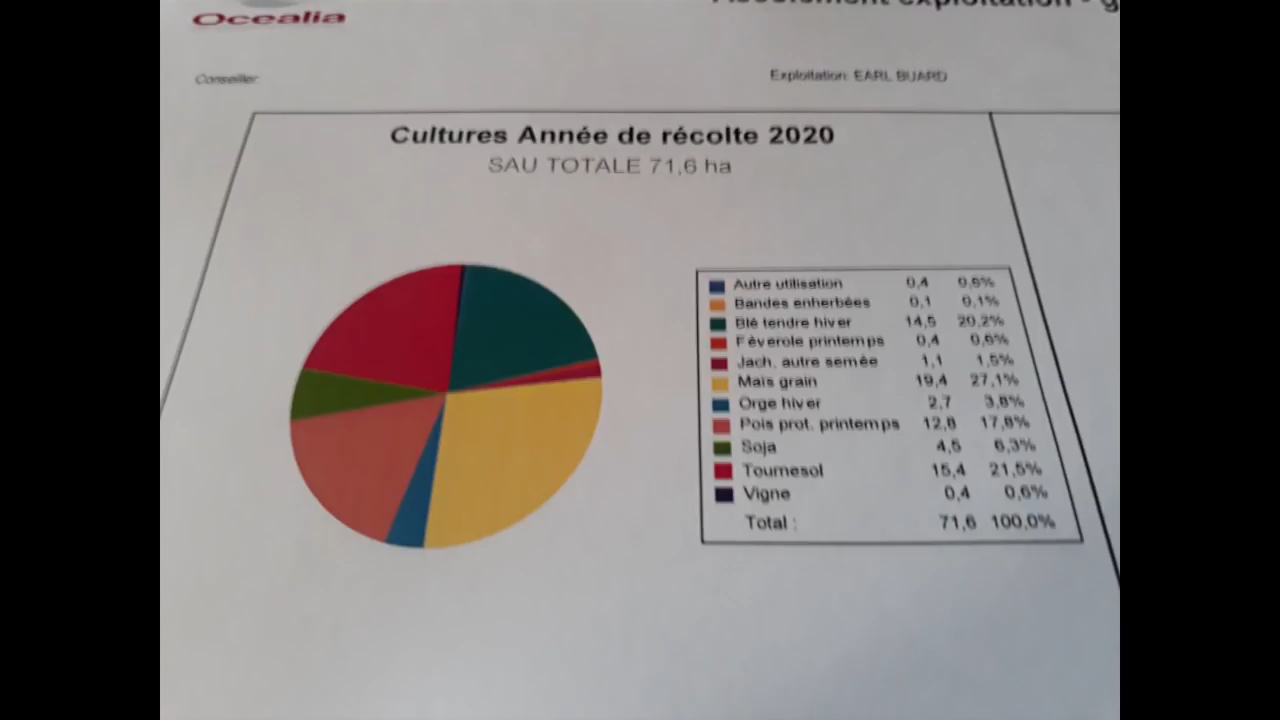 Ocealia
exploitation - g
Conseiller:
Exploitation: EARL BUARD
Cultures Année de récolte 2020
SAU TOTALE 71,6 ha
Autre utilisation 0,4 0,6%
Bandes enherbées 0,1 0,1%
Blé tendre hiver 14,5 20,2%
Féverole printemps 0,4 0,6%
Jach. autre semée 1,1 1,5%
Maïs grain 19,4 27,1%
Orge hiver 2,7 3,8%
Pois prot. printemps 12,8 17,8%
Soja 4,5 6,3%
Tournesol 15,4 21,5%
Vigne 0,4 0,6%
Total : 71,6 100,0%